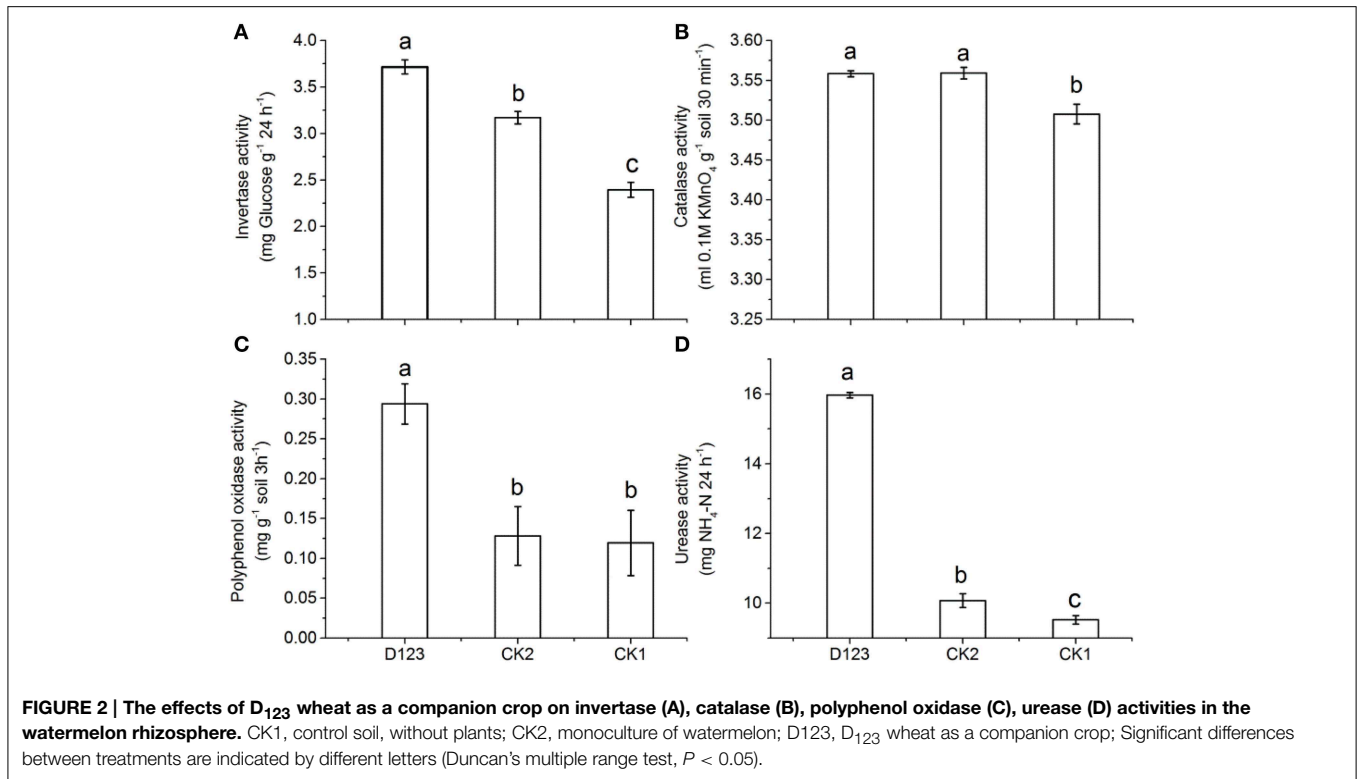 A
4.0
3.5
3.0
2.5
2.0
1.5
1.0
Invertase activity
(mg Glucose g⁻¹ 24 h⁻¹)
a
b
c
B
3.60
3.55
3.50
3.45
3.40
3.35
3.30
3.25
Catalase activity
(ml 0.1M KMnO₄ g⁻¹ soil 30 min⁻¹)
a
a
b
C
0.35
0.30
0.25
0.20
0.15
0.10
0.05
0.00
Polyphenol oxidase activity
(mg g⁻¹ soil 3h⁻¹)
a
b
b
D123
CK2
CK1
D
16
14
12
10
Urease activity
(mg NH₄-N 24 h⁻¹)
a
b
c
D123
CK2
CK1
FIGURE 2 | The effects of D₁₂₃ wheat as a companion crop on invertase (A), catalase (B), polyphenol oxidase (C), urease (D) activities in the
watermelon rhizosphere. CK1, control soil, without plants; CK2, monoculture of watermelon; D123, D₁₂₃ wheat as a companion crop; Significant differences
between treatments are indicated by different letters (Duncan's multiple range test, P < 0.05).